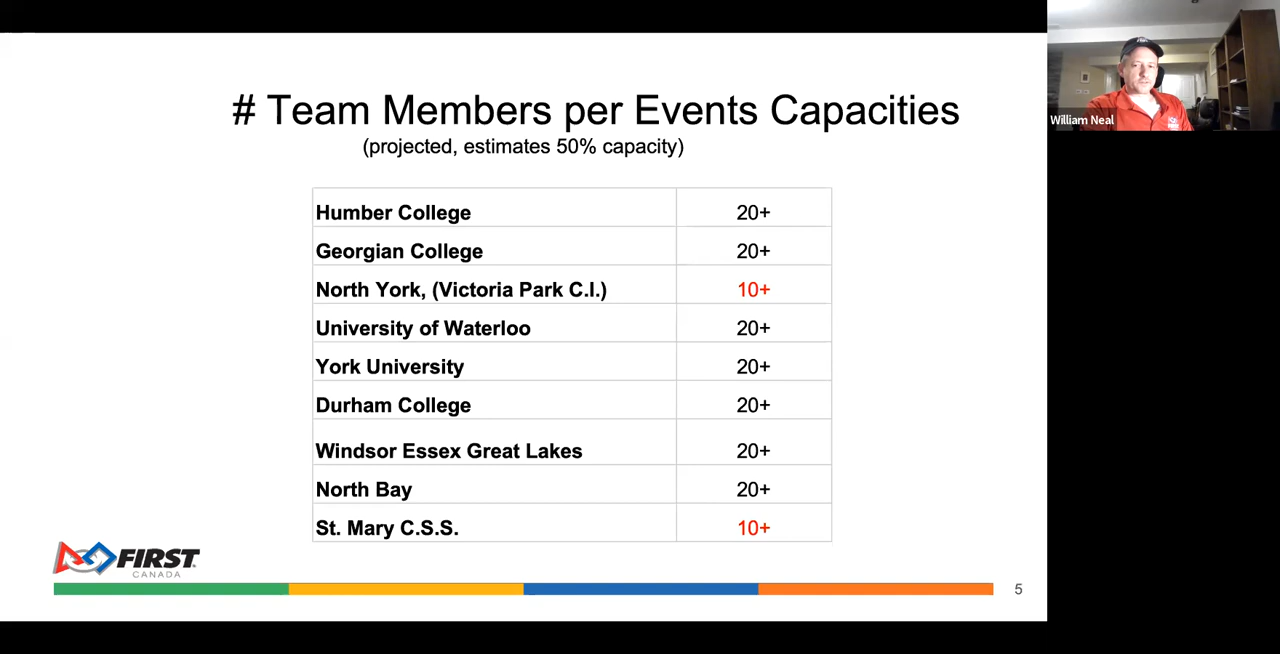 # Team Members per Events Capacities
(projected, estimates 50% capacity)
William Neal
Humber College 20+
Georgian College 20+
North York, (Victoria Park C.I.) 10+
University of Waterloo 20+
York University 20+
Durham College 20+
Windsor Essex Great Lakes 20+
North Bay 20+
St. Mary C.S.S. 10+
FIRST
CANADA
5